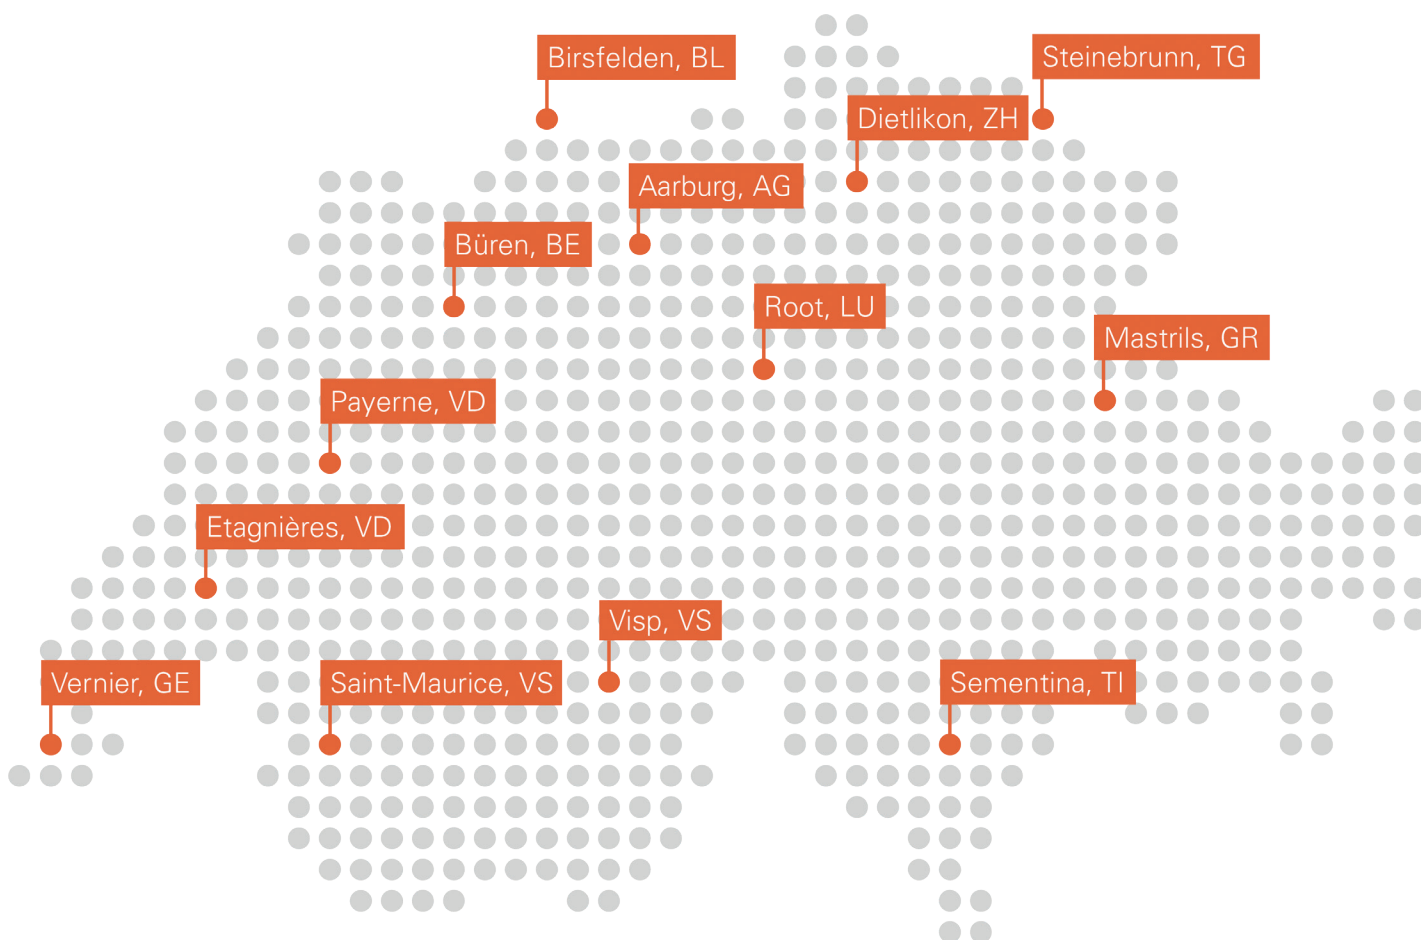 Birsfelden, BL
Steinebrunn, TG
Dietlikon, ZH
Aarburg, AG
Büren, BE
Root, LU
Mastrils, GR
Payerne, VD
Etagnières, VD
Visp, VS
Vernier, GE
Saint-Maurice, VS
Sementina, TI